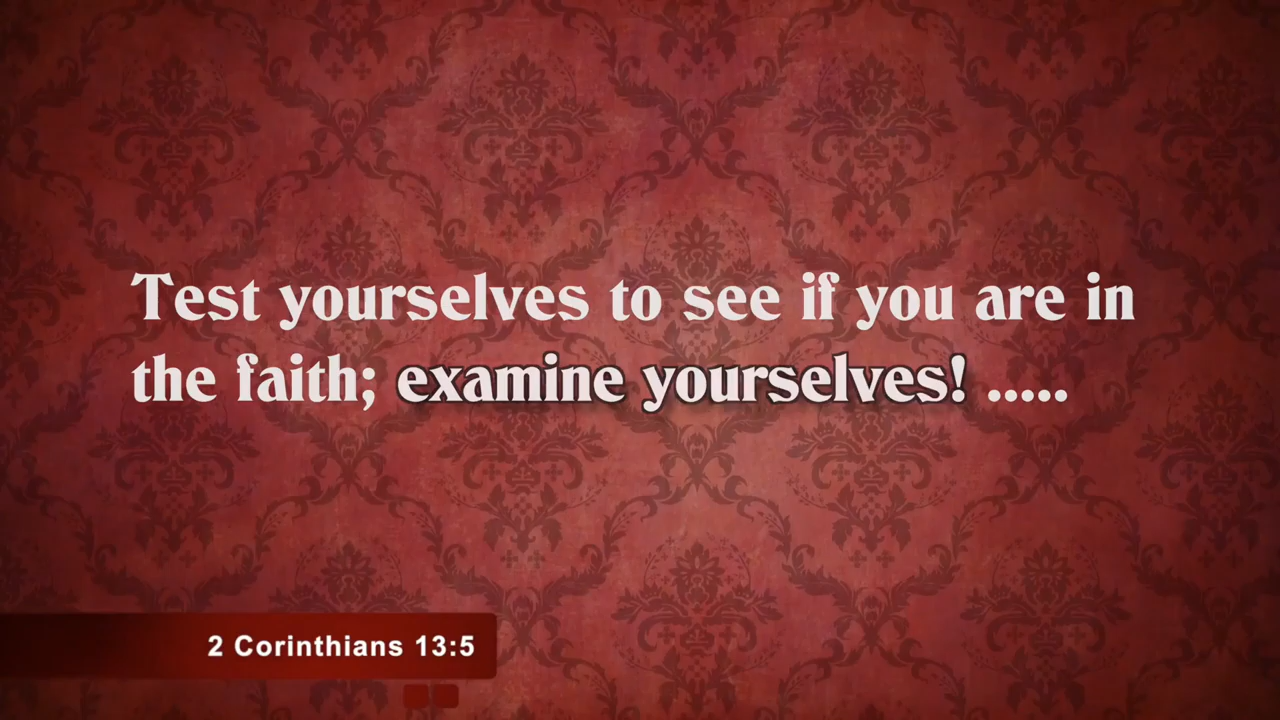 Test yourselves to see if you are in
the faith; examine yourselves! .....
2 Corinthians 13:5